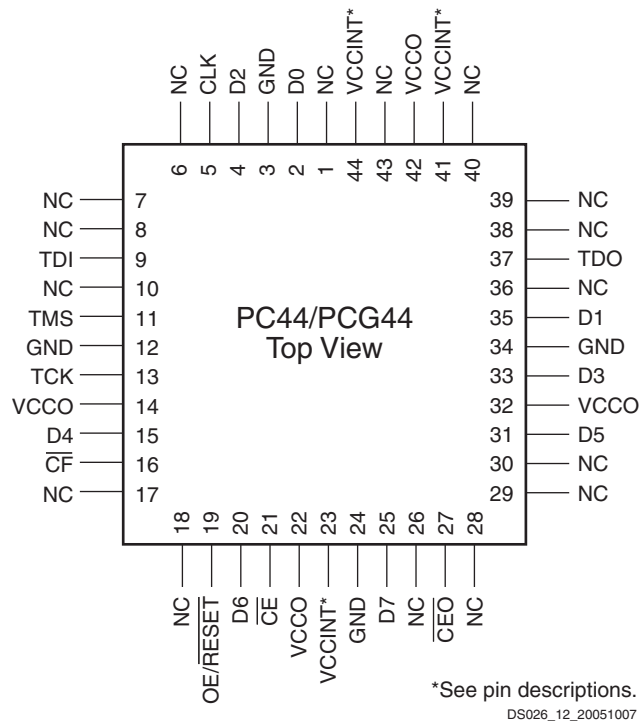 NC CLK D2 GND D0 NC VCCINT* NC VCCO VCCINT* NC
6 5 4 3 2 1 44 43 42 41 40
NC 7 39 NC
NC 8 38 NC
TDI 9 37 TDO
NC 10 36 NC
TMS 11 35 D1
GND 12 34 GND
TCK 13 33 D3
VCCO 14 32 VCCO
D4 15 31 D5
C̅F̅ 16 30 NC
NC 17 29 NC
PC44/PCG44
Top View
18 19 20 21 22 23 24 25 26 27 28
NC OE/R̅E̅S̅E̅T̅ D6 C̅E̅ VCCO VCCINT* GND D7 NC C̅E̅O̅ NC
*See pin descriptions.
DS026_12_20051007